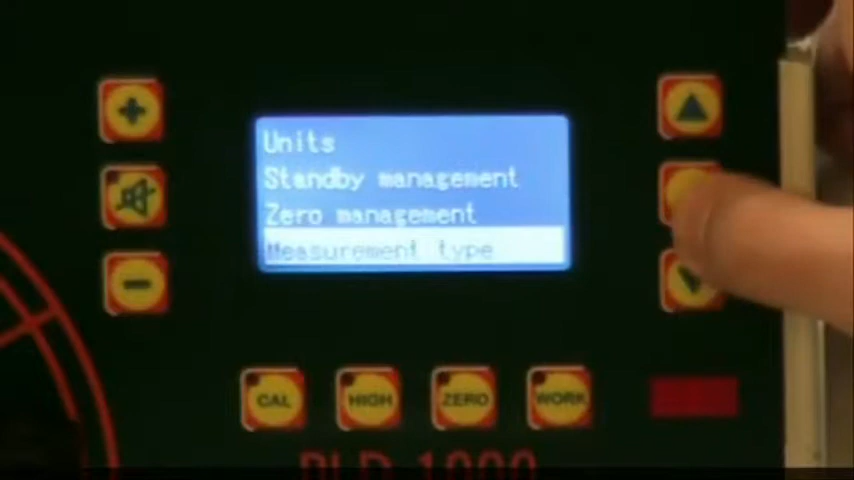 Units
Standby management
Zero management
Measurement type
CAL
HIGH
ZERO
WORK